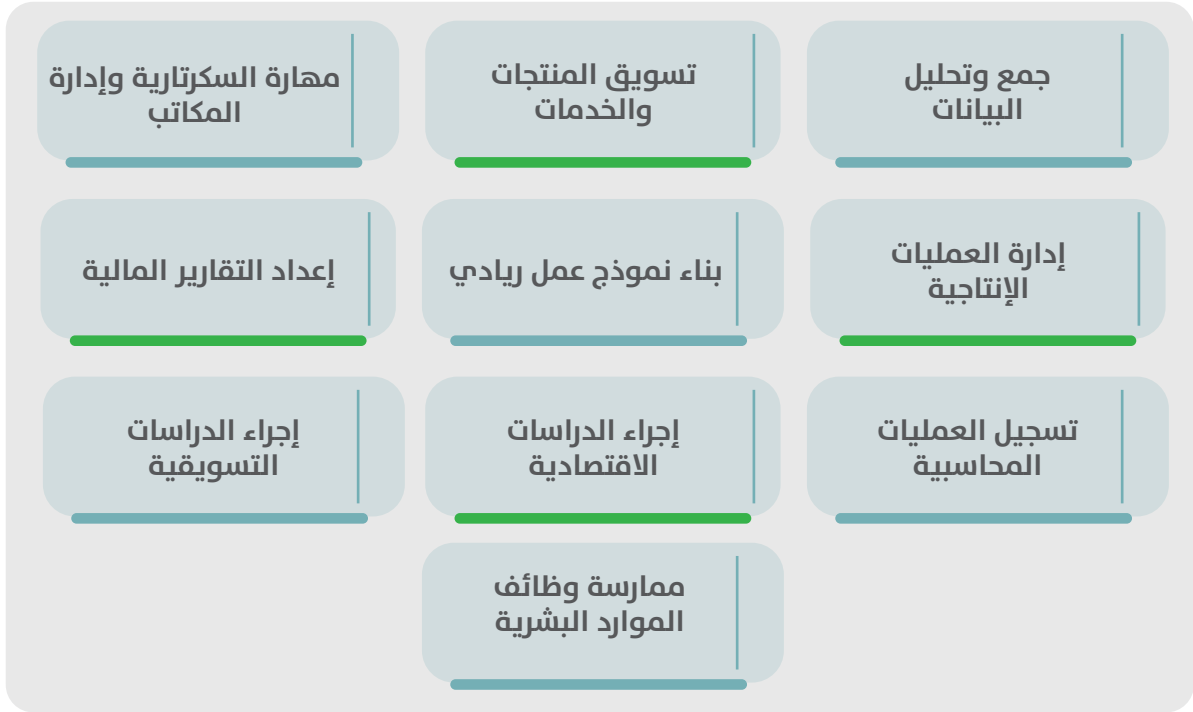 جمع وتحليل
البيانات
تسويق المنتجات
والخدمات
مهارة السكرتارية وإدارة
المكاتب
إدارة العمليات
الإنتاجية
بناء نموذج عمل ريادي
إعداد التقارير المالية
تسجيل العمليات
المحاسبية
إجراء الدراسات
الاقتصادية
إجراء الدراسات
التسويقية
ممارسة وظائف
الموارد البشرية